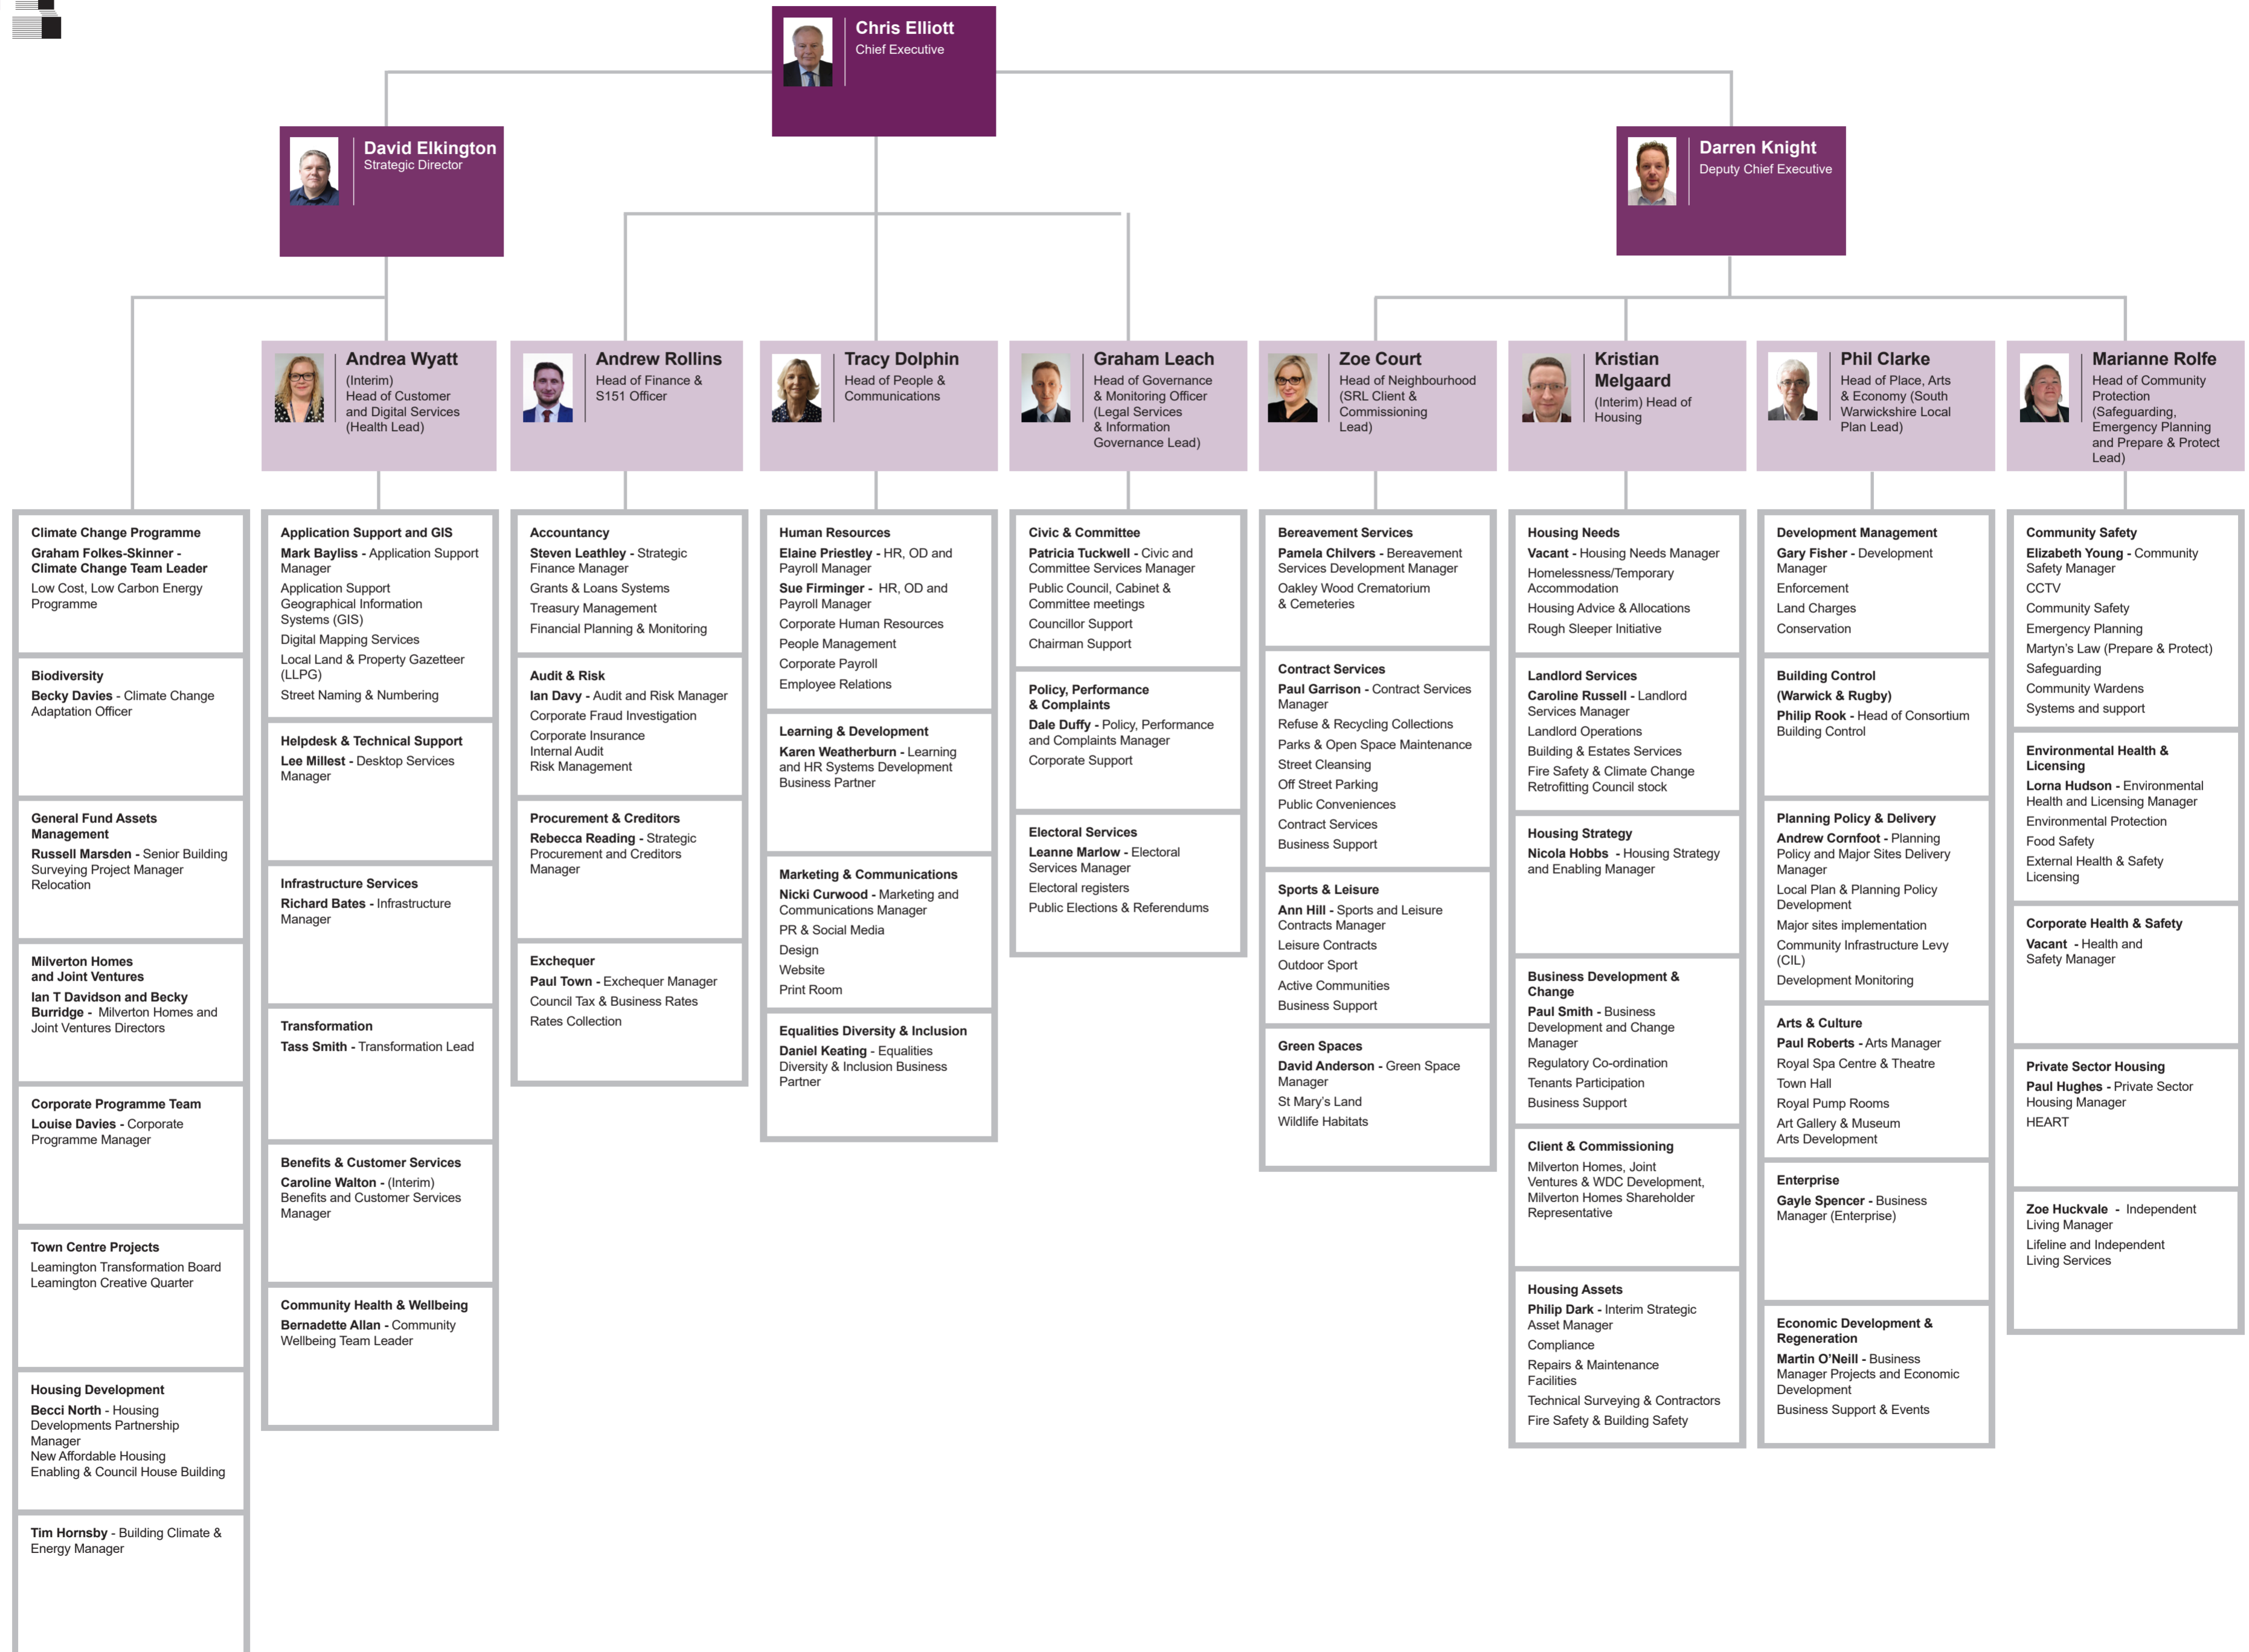 Chris Elliott
Chief Executive
David Elkington
Strategic Director
Darren Knight
Deputy Chief Executive
Andrea Wyatt
(Interim)
Head of Customer
and Digital Services
(Health Lead)
Andrew Rollins
Head of Finance &
S151 Officer
Tracy Dolphin
Head of People &
Communications
Graham Leach
Head of Governance
& Monitoring Officer
(Legal Services
& Information
Governance Lead)
Zoe Court
Head of Neighbourhood
(SRL Client &
Commissioning
Lead)
Kristian
Melgaard
(Interim) Head of
Housing
Phil Clarke
Head of Place, Arts
& Economy (South
Warwickshire Local
Plan Lead)
Marianne Rolfe
Head of Community
Protection
(Safeguarding,
Emergency Planning
and Prepare & Protect
Lead)
Climate Change Programme
Graham Folkes-Skinner -
Climate Change Team Leader
Low Cost, Low Carbon Energy
Programme
Biodiversity
Becky Davies - Climate Change
Adaptation Officer
General Fund Assets
Management
Russell Marsden - Senior Building
Surveying Project Manager
Relocation
Milverton Homes
and Joint Ventures
Ian T Davidson and Becky
Burridge - Milverton Homes and
Joint Ventures Directors
Corporate Programme Team
Louise Davies - Corporate
Programme Manager
Town Centre Projects
Leamington Transformation Board
Leamington Creative Quarter
Housing Development
Becci North - Housing
Developments Partnership
Manager
New Affordable Housing
Enabling & Council House Building
Tim Hornsby - Building Climate &
Energy Manager
Application Support and GIS
Mark Bayliss - Application Support
Manager
Application Support
Geographical Information
Systems (GIS)
Digital Mapping Services
Local Land & Property Gazetteer
(LLPG)
Street Naming & Numbering
Helpdesk & Technical Support
Lee Millest - Desktop Services
Manager
Infrastructure Services
Richard Bates - Infrastructure
Manager
Transformation
Tass Smith - Transformation Lead
Benefits & Customer Services
Caroline Walton - (Interim)
Benefits and Customer Services
Manager
Community Health & Wellbeing
Bernadette Allan - Community
Wellbeing Team Leader
Accountancy
Steven Leathley - Strategic
Finance Manager
Grants & Loans Systems
Treasury Management
Financial Planning & Monitoring
Audit & Risk
Ian Davy - Audit and Risk Manager
Corporate Fraud Investigation
Corporate Insurance
Internal Audit
Risk Management
Procurement & Creditors
Rebecca Reading - Strategic
Procurement and Creditors
Manager
Exchequer
Paul Town - Exchequer Manager
Council Tax & Business Rates
Rates Collection
Human Resources
Elaine Priestley - HR, OD and
Payroll Manager
Sue Firminger - HR, OD and
Payroll Manager
Corporate Human Resources
People Management
Corporate Payroll
Employee Relations
Learning & Development
Karen Weatherburn - Learning
and HR Systems Development
Business Partner
Marketing & Communications
Nicki Curwood - Marketing and
Communications Manager
PR & Social Media
Design
Website
Print Room
Equalities Diversity & Inclusion
Daniel Keating - Equalities
Diversity & Inclusion Business
Partner
Civic & Committee
Patricia Tuckwell - Civic and
Committee Services Manager
Public Council, Cabinet &
Committee meetings
Councillor Support
Chairman Support
Policy, Performance
& Complaints
Dale Duffy - Policy, Performance
and Complaints Manager
Corporate Support
Electoral Services
Leanne Marlow - Electoral
Services Manager
Electoral registers
Public Elections & Referendums
Bereavement Services
Pamela Chilvers - Bereavement
Services Development Manager
Oakley Wood Crematorium
& Cemeteries
Contract Services
Paul Garrison - Contract Services
Manager
Refuse & Recycling Collections
Parks & Open Space Maintenance
Street Cleansing
Off Street Parking
Public Conveniences
Contract Services
Business Support
Sports & Leisure
Ann Hill - Sports and Leisure
Contracts Manager
Leisure Contracts
Outdoor Sport
Active Communities
Business Support
Green Spaces
David Anderson - Green Space
Manager
St Mary's Land
Wildlife Habitats
Housing Needs
Vacant - Housing Needs Manager
Homelessness/Temporary
Accommodation
Housing Advice & Allocations
Rough Sleeper Initiative
Landlord Services
Caroline Russell - Landlord
Services Manager
Landlord Operations
Building & Estates Services
Fire Safety & Climate Change
Retrofitting Council stock
Housing Strategy
Nicola Hobbs - Housing Strategy
and Enabling Manager
Business Development &
Change
Paul Smith - Business
Development and Change
Manager
Regulatory Co-ordination
Tenants Participation
Business Support
Client & Commissioning
Milverton Homes, Joint
Ventures & WDC Development,
Milverton Homes Shareholder
Representative
Housing Assets
Philip Dark - Interim Strategic
Asset Manager
Compliance
Repairs & Maintenance
Facilities
Technical Surveying & Contractors
Fire Safety & Building Safety
Development Management
Gary Fisher - Development
Manager
Enforcement
Land Charges
Conservation
Building Control
(Warwick & Rugby)
Philip Rook - Head of Consortium
Building Control
Planning Policy & Delivery
Andrew Cornfoot - Planning
Policy and Major Sites Delivery
Manager
Local Plan & Planning Policy
Development
Major sites implementation
Community Infrastructure Levy
(CIL)
Development Monitoring
Arts & Culture
Paul Roberts - Arts Manager
Royal Spa Centre & Theatre
Town Hall
Royal Pump Rooms
Art Gallery & Museum
Arts Development
Enterprise
Gayle Spencer - Business
Manager (Enterprise)
Economic Development &
Regeneration
Martin O'Neill - Business
Manager Projects and Economic
Development
Business Support & Events
Community Safety
Elizabeth Young - Community
Safety Manager
CCTV
Community Safety
Emergency Planning
Martyn's Law (Prepare & Protect)
Safeguarding
Community Wardens
Systems and support
Environmental Health &
Licensing
Lorna Hudson - Environmental
Health and Licensing Manager
Environmental Protection
Food Safety
External Health & Safety
Licensing
Corporate Health & Safety
Vacant - Health and
Safety Manager
Private Sector Housing
Paul Hughes - Private Sector
Housing Manager
HEART
Zoe Huckvale - Independent
Living Manager
Lifeline and Independent
Living Services